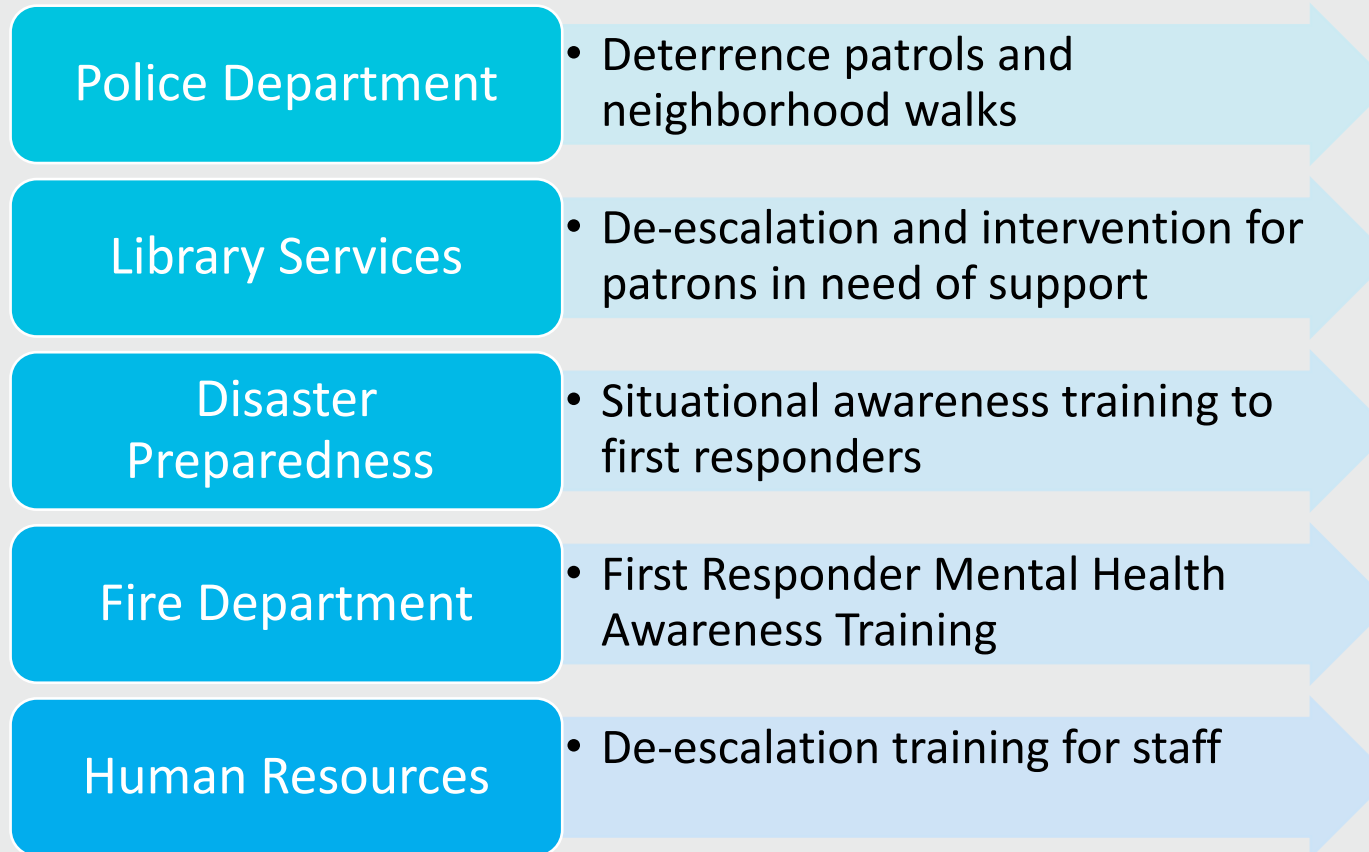 Police Department
• Deterrence patrols and
neighborhood walks
Library Services
• De-escalation and intervention for
patrons in need of support
Disaster
Preparedness
• Situational awareness training to
first responders
Fire Department
• First Responder Mental Health
Awareness Training
Human Resources
• De-escalation training for staff